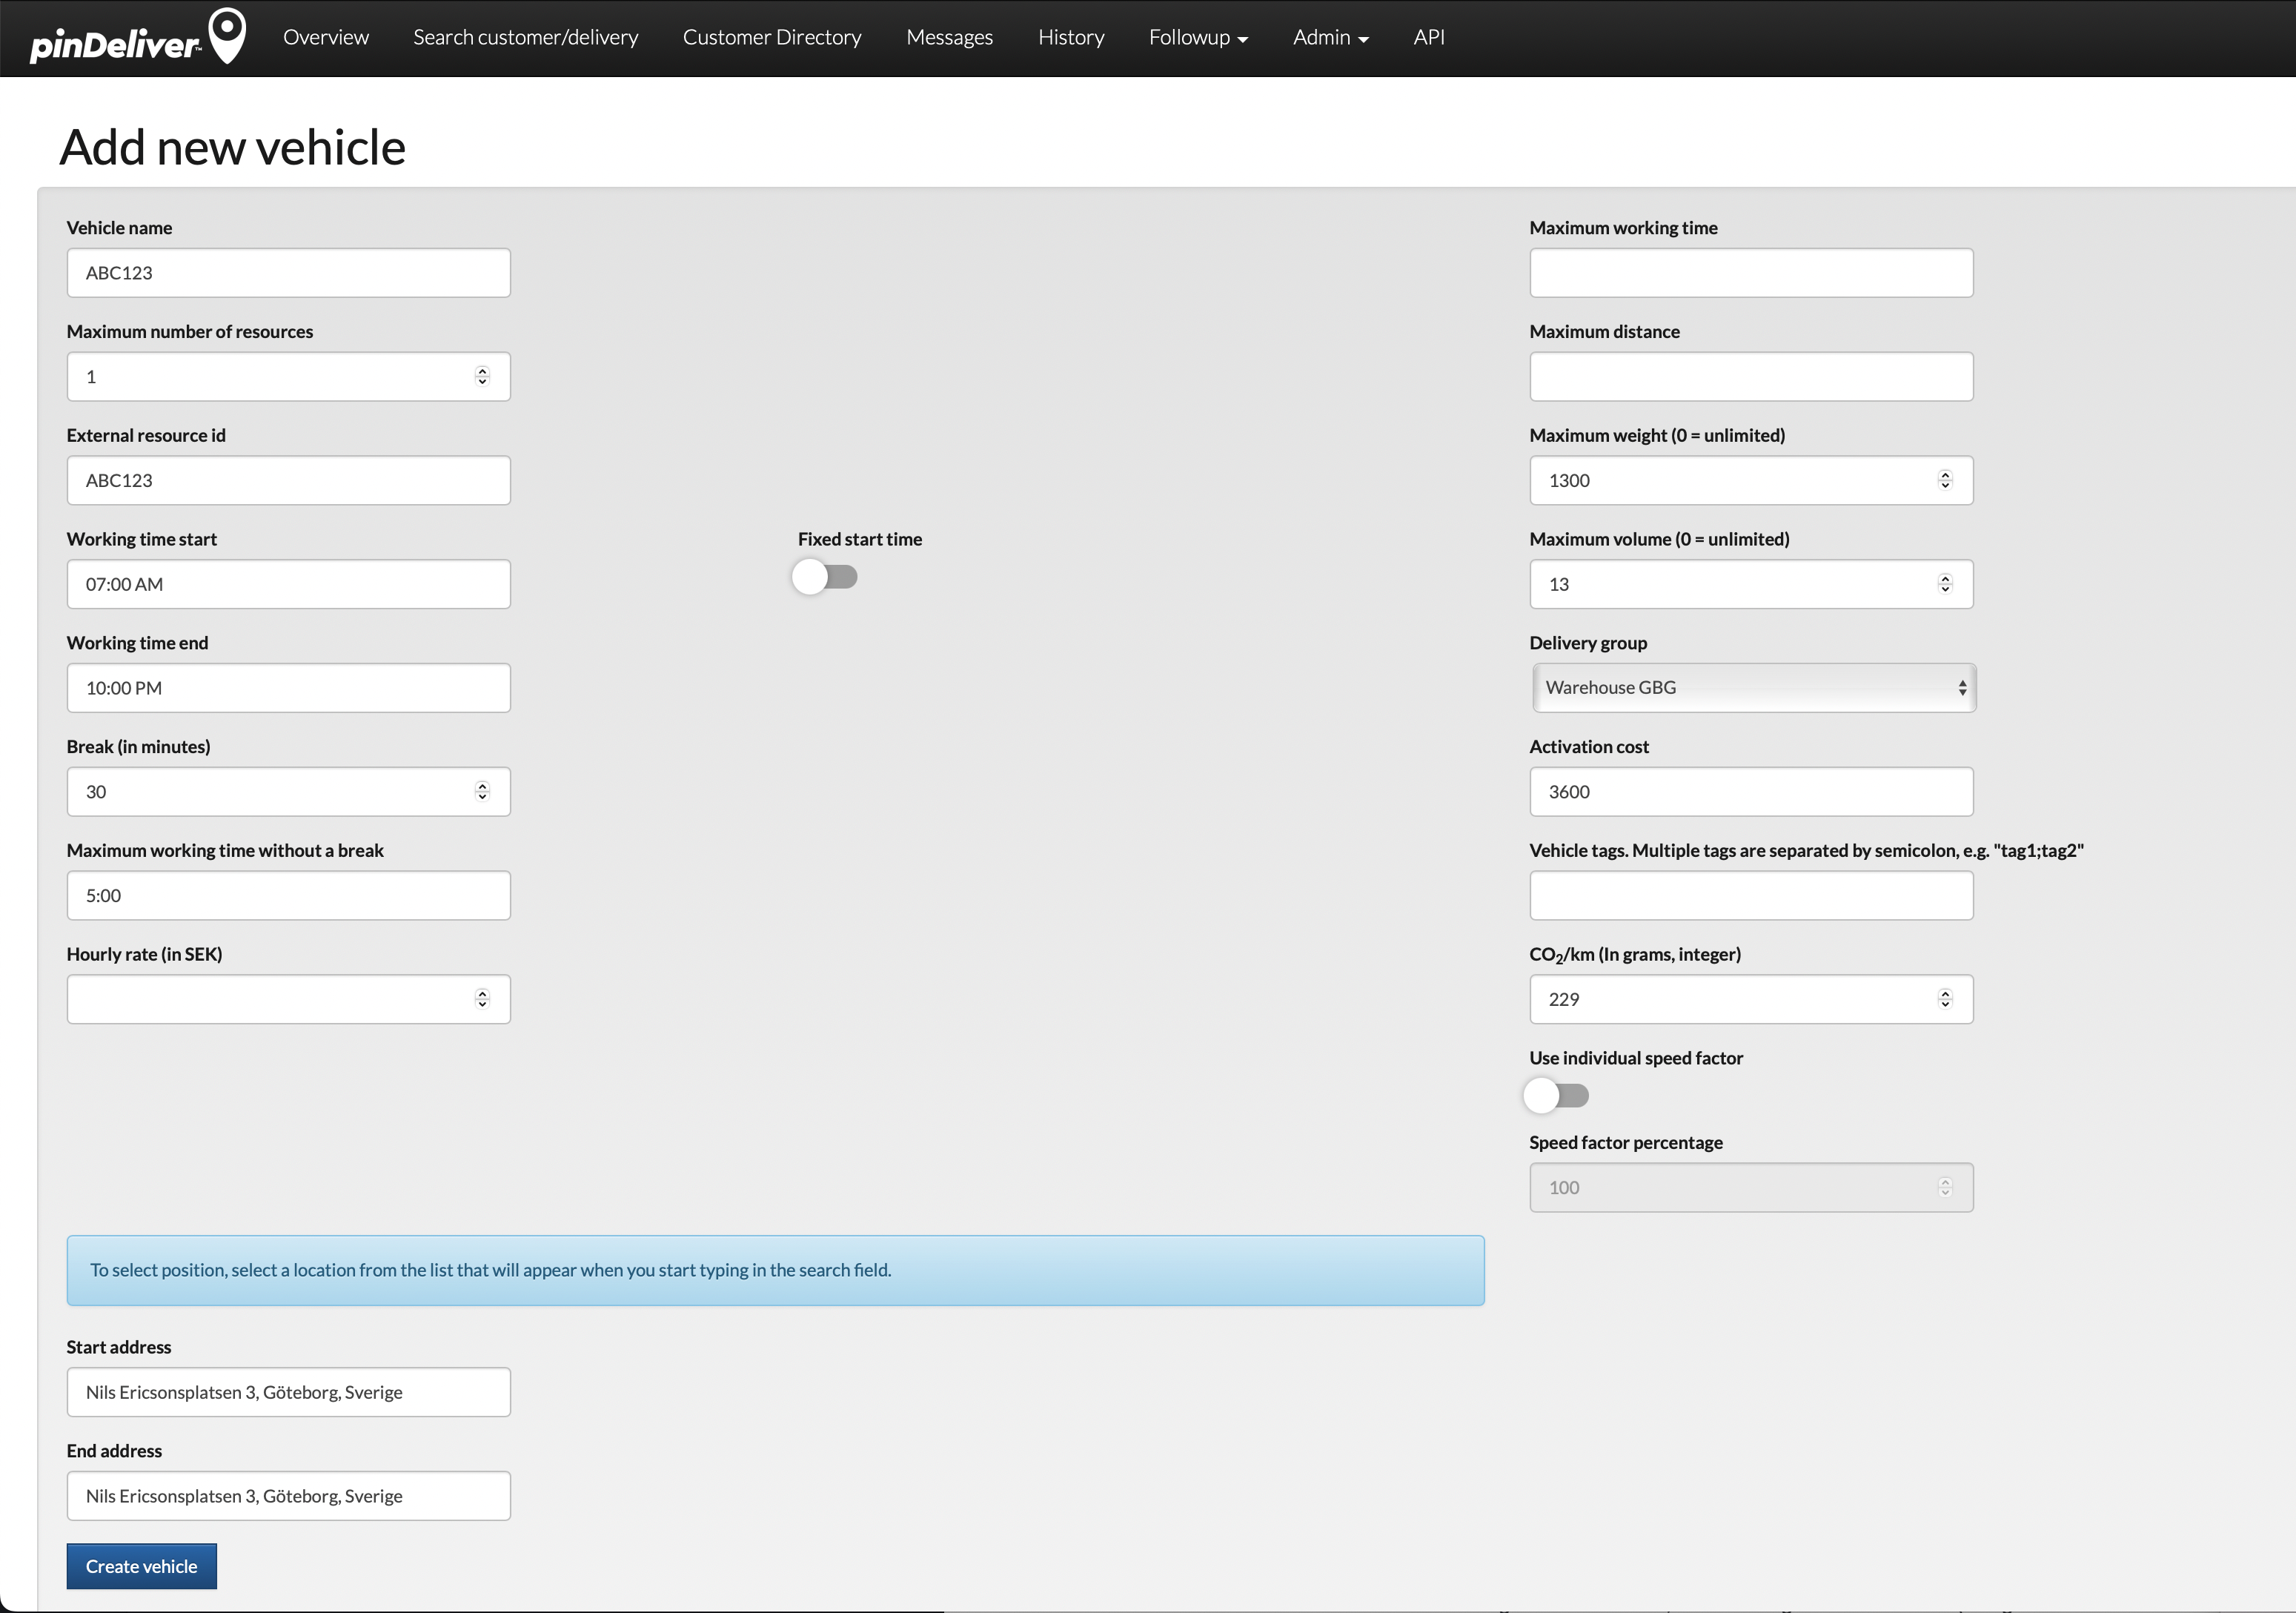 pinDeliver™
Overview Search customer/delivery Customer Directory Messages History Followup Admin API
Add new vehicle
Vehicle name
ABC123
Maximum number of resources
1
External resource id
ABC123
Working time start
07:00 AM
Fixed start time
Working time end
10:00 PM
Break (in minutes)
30
Maximum working time without a break
5:00
Hourly rate (in SEK)
Maximum working time
Maximum distance
Maximum weight (0 = unlimited)
1300
Maximum volume (0 = unlimited)
13
Delivery group
Warehouse GBG
Activation cost
3600
Vehicle tags. Multiple tags are separated by semicolon, e.g. "tag1;tag2"
CO₂/km (In grams, integer)
229
Use individual speed factor
Speed factor percentage
100
To select position, select a location from the list that will appear when you start typing in the search field.
Start address
Nils Ericsonsplatsen 3, Göteborg, Sverige
End address
Nils Ericsonsplatsen 3, Göteborg, Sverige
Create vehicle